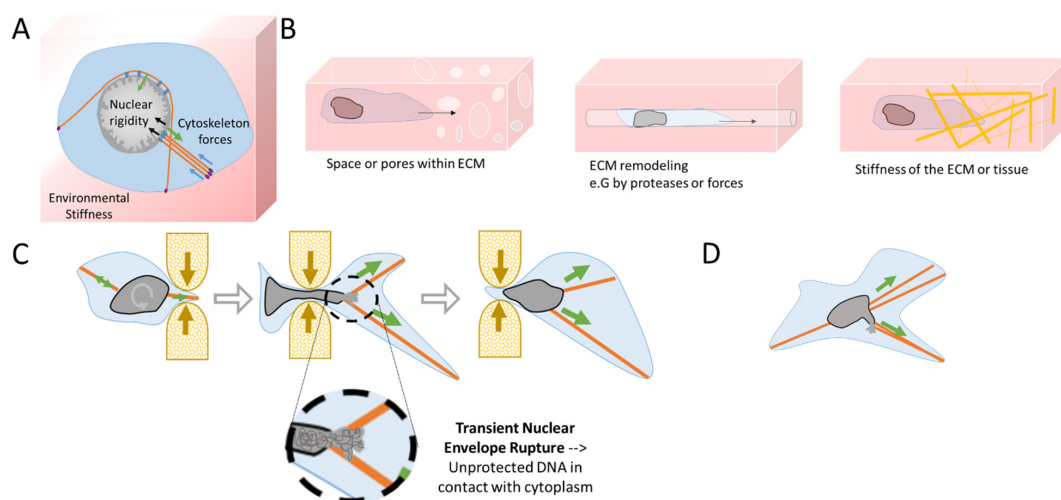 A
B
Nuclear
rigidity
Cytoskeleton
forces
Environmental
Stiffness
Space or pores within ECM
ECM remodeling
e.G by proteases or forces
Stiffness of the ECM or tissue
C
D
Transient Nuclear
Envelope Rupture -->
Unprotected DNA in
contact with cytoplasm